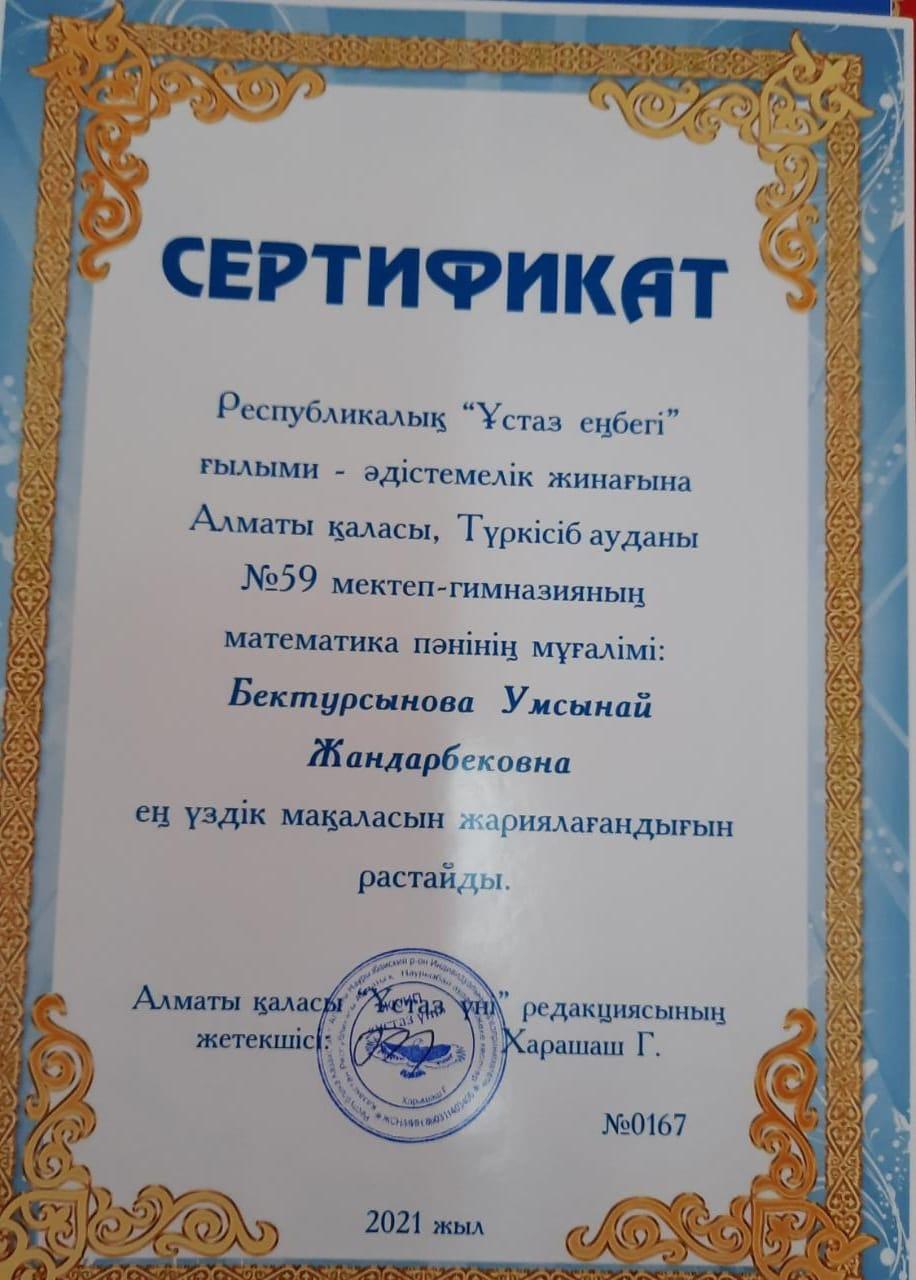 СЕРТИФИКАТ
Республикалық “Ұстаз еңбегі”
ғылыми - әдістемелік жинағына
Алматы қаласы, Түркісіб ауданы
№59 мектеп-гимназияның
математика пәнінің мұғалімі:
Бектурсынова Умсынай
Жандарбековна
ең үздік мақаласын жариялағандығын
растайды.
Алматы қаласы “Ұстаз үні” редакциясының
жетекшісі: Харашаш Г.
№0167
2021 жыл